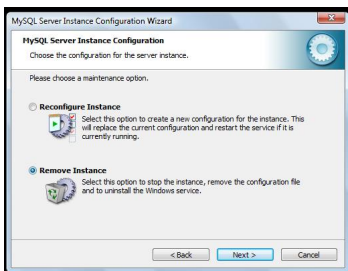 MySQL Server Instance Configuration Wizard
MySQL Server Instance Configuration
Choose the configuration for the server instance.
Please choose a maintenance option.
Reconfigure Instance
Select this option to create a new configuration for the instance. This
will replace the current configuration and restart the service if it is
currently running.
Remove Instance
Select this option to stop the instance, remove the configuration file
and to uninstall the Windows service.
< Back
Next >
Cancel